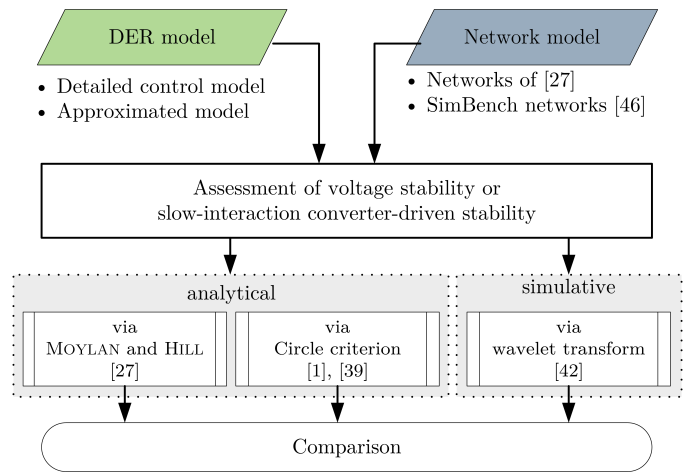 DER model
Network model
• Detailed control model
• Approximated model
• Networks of [27]
• SimBench networks [46]
Assessment of voltage stability or
slow-interaction converter-driven stability
analytical
simulative
via
MOYLAN and HILL
[27]
via
Circle criterion
[1], [39]
via
wavelet transform
[42]
Comparison